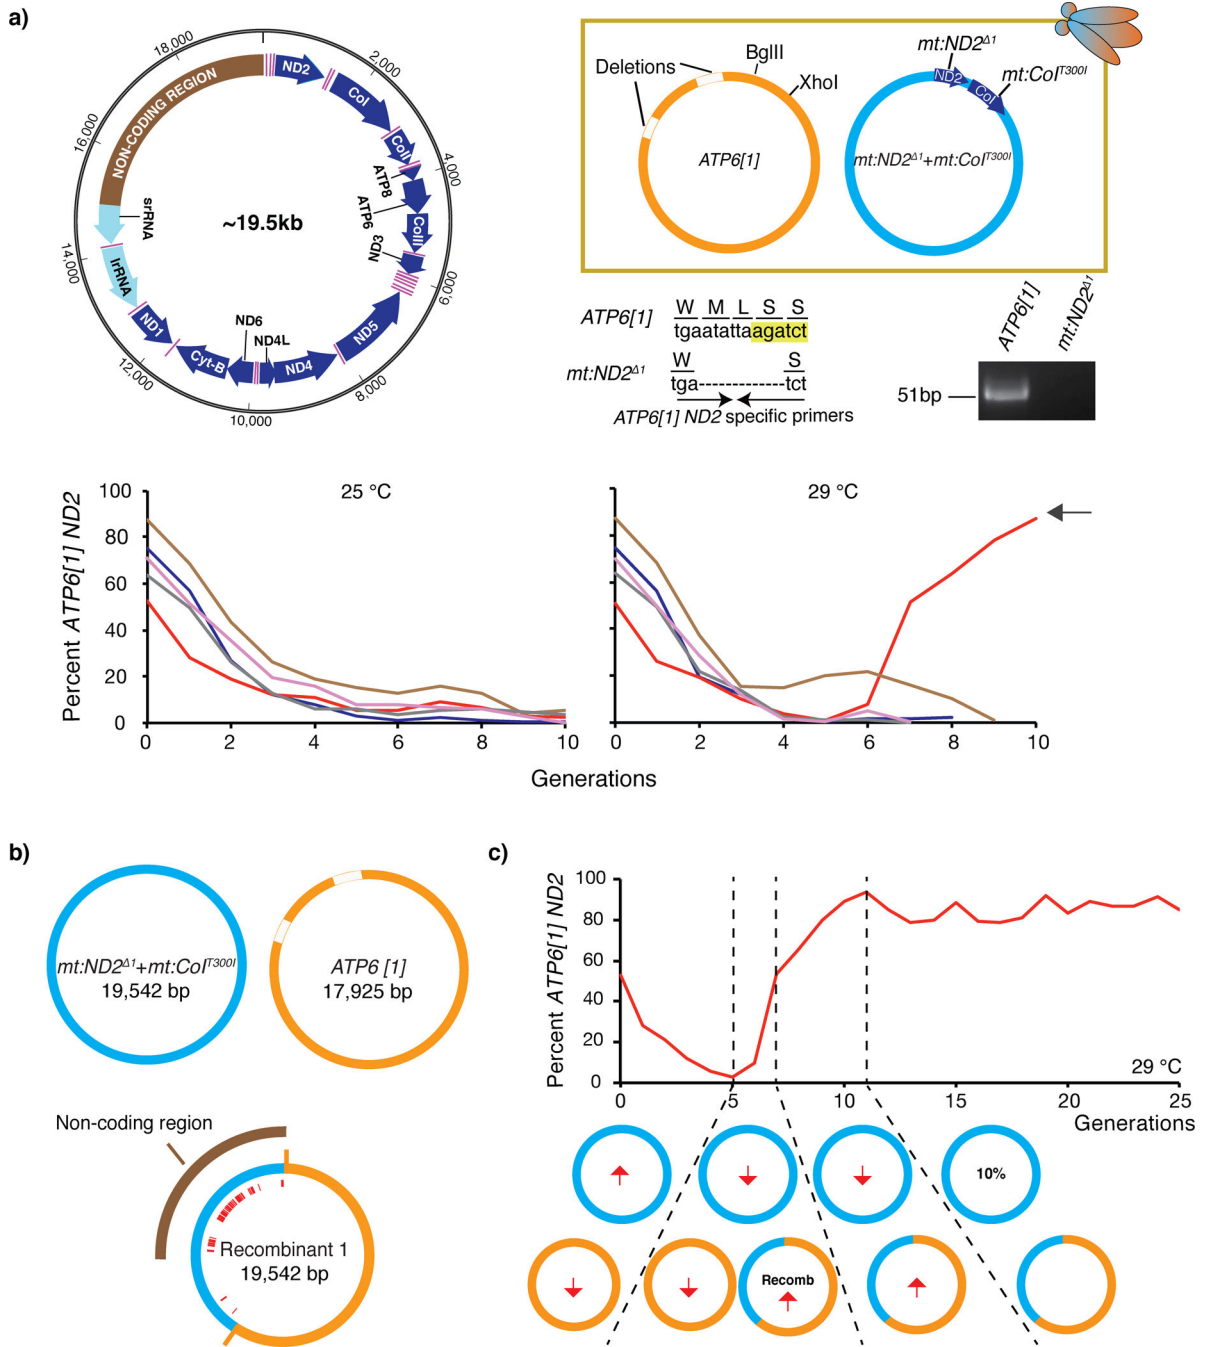 a)
18,000
2,000
4,000
6,000
8,000
10,000
12,000
14,000
16,000
NON-CODING REGION
ND2
CoI
CoII
ATP8
ATP6
CoIII
ND3
ND5
ND4
ND4L
ND6
Cyt-B
ND1
lrRNA
srRNA
~19.5kb
Deletions
BglII
XhoI
ATP6[1]
mt:ND2Δ1
mt:CoIT300I
ND2
CoI
mt:ND2Δ1+mt:CoIT300I
ATP6[1]
W M L S S
tgaatattaagatct
mt:ND2Δ1
W S
tga-------------tct
ATP6[1] ND2 specific primers
ATP6[1]
mt:ND2Δ1
51bp
Percent ATP6[1] ND2
25 °C
100
80
60
40
20
0
0 2 4 6 8 10
29 °C
0 2 4 6 8 10
Generations
b)
mt:ND2Δ1+mt:CoIT300I
19,542 bp
ATP6 [1]
17,925 bp
Non-coding region
Recombinant 1
19,542 bp
c)
Percent ATP6[1] ND2
100
80
60
40
20
0
29 °C
0 5 10 15 20 25
Generations
10%
Recomb